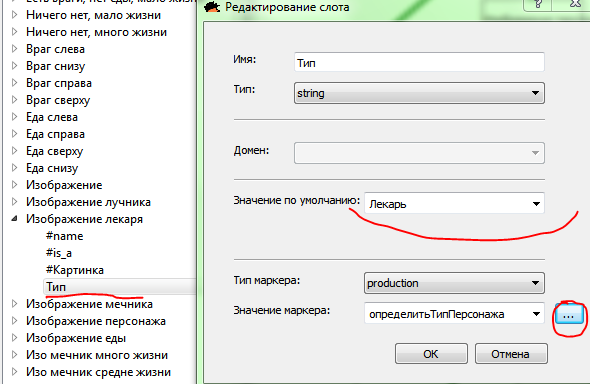 Ничего нет, мало жизни
Ничего нет, много жизни
Враг слева
Враг снизу
Враг справа
Враг сверху
Еда слева
Еда справа
Еда сверху
Еда снизу
Изображение
Изображение лучника
Изображение лекаря
#name
#is_a
#Картинка
Тип
Изображение мечника
Изображение персонажа
Изображение еды
Изо мечник много жизни
Изо мечник средне жизни
Редактирование слота
Имя: Тип
Тип: string
Домен:
Значение по умолчанию: Лекарь
Тип маркера: production
Значение маркера: определитьТипПерсонажа ...
OK Отмена